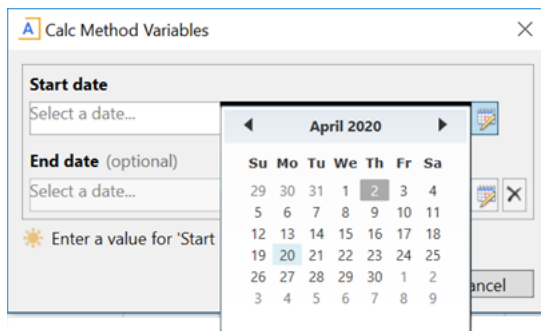 A Calc Method Variables
Start date
Select a date...
April 2020
Su Mo Tu We Th Fr Sa
29 30 31 1 2 3 4
5 6 7 8 9 10 11
12 13 14 15 16 17 18
19 20 21 22 23 24 25
26 27 28 29 30 1 2
3 4 5 6 7 8 9
End date (optional)
Select a date...
Enter a value for 'Start
ancel